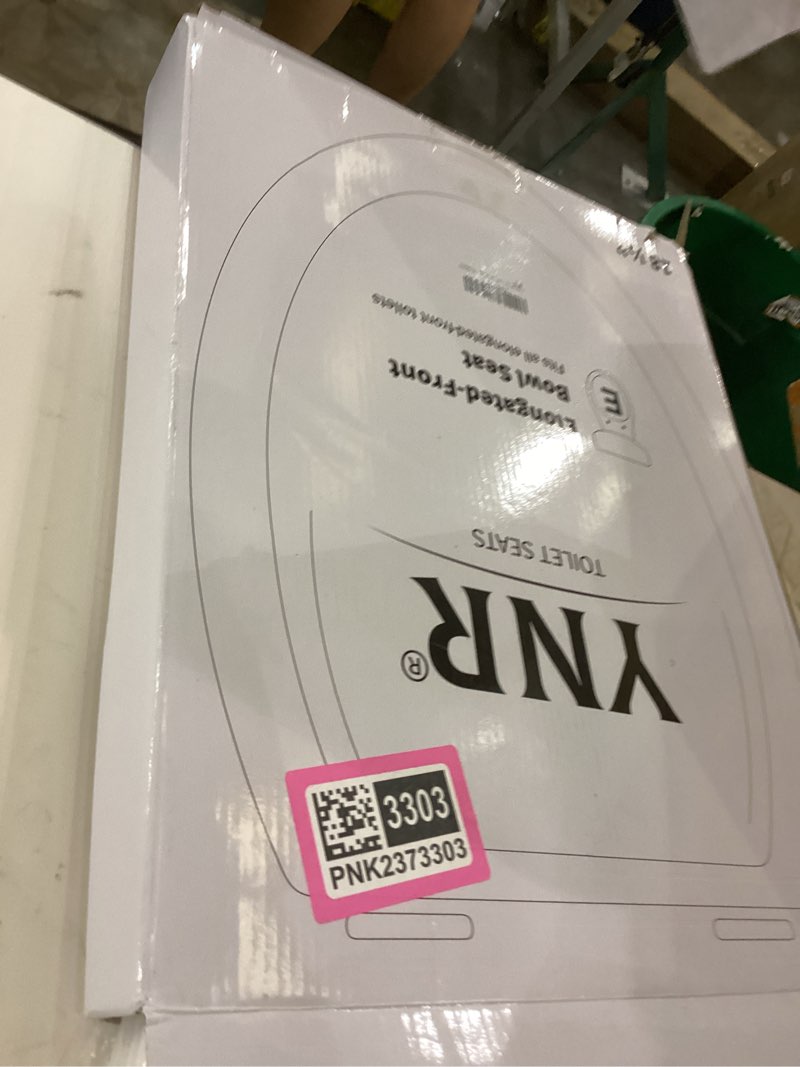 YNR®
TOILET SEATS
Elongated-Front
Bowl Seat
Fits all elongated-front toilets
E
3303
PNK2373303